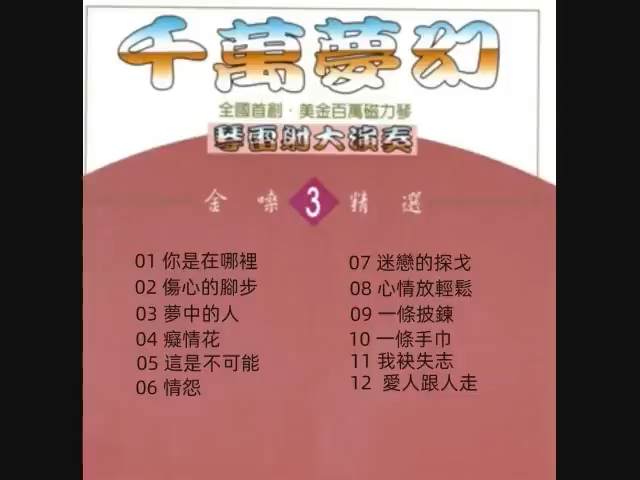 千萬夢幻
全國首創·美金百萬磁力琴
琴雷射大演奏
金嗓3精選
01 你是在哪裡
02 傷心的腳步
03 夢中的人
04 癡情花
05 這是不可能
06 情怨
07 迷戀的探戈
08 心情放輕鬆
09 一條披鍊
10 一條手巾
11 我袂失志
12 愛人跟人走